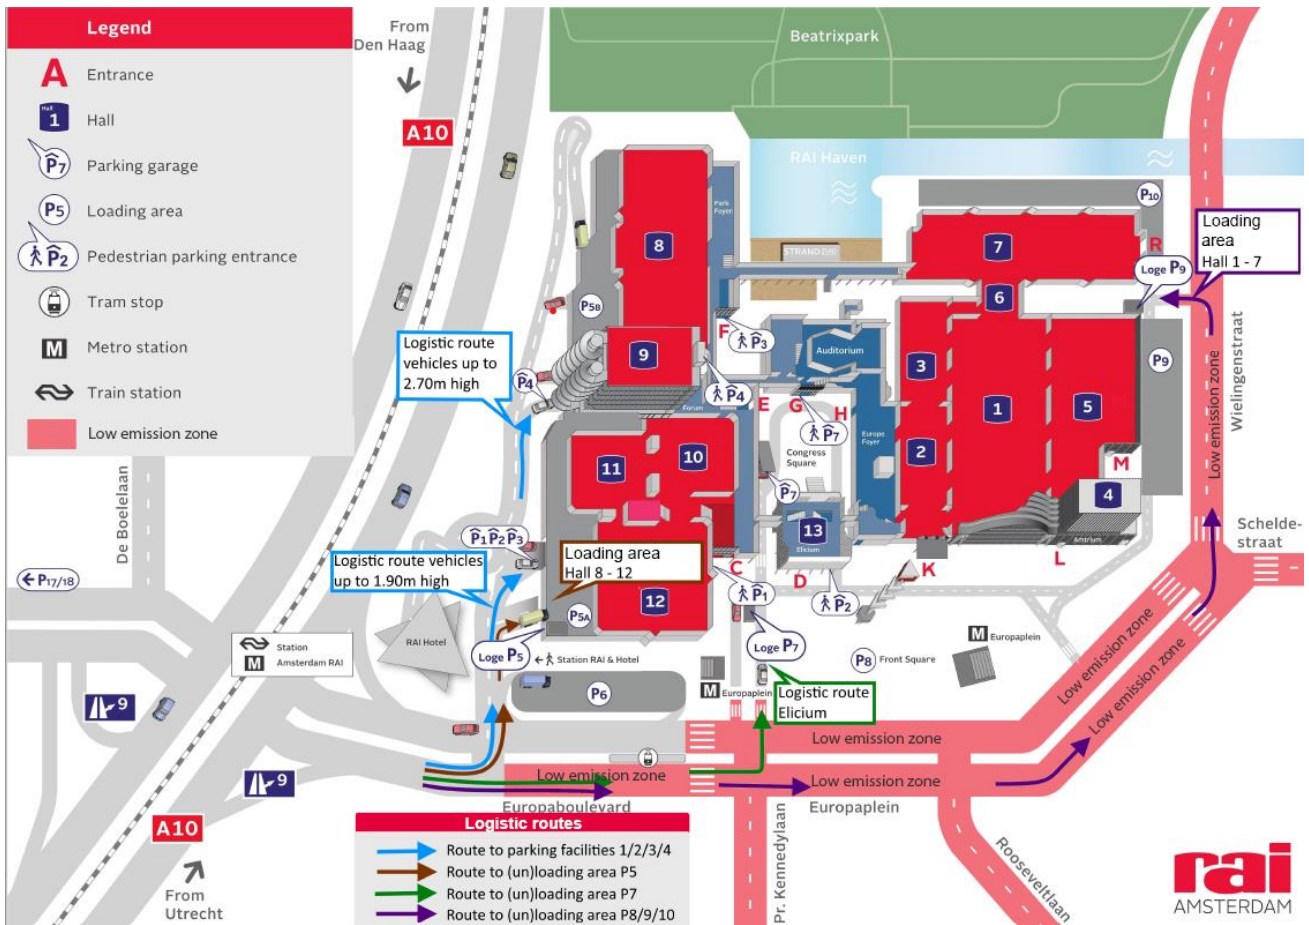 Legend
A Entrance
Hall
1 Hall
P7 Parking garage
P5 Loading area
P2 Pedestrian parking entrance
Tram stop
M Metro station
Train station
Low emission zone
From
Den Haag
A10
Beatrixpark
RAI Haven
STRAND
Park
Foyer
P10
R
Loading
area
Hall 1 - 7
Loge P9
8
7
6
P5B
F
P3
Logistic route
vehicles up to
2.70m high
9
Auditorium
3
P9
P4
P4
Forum
E
G
H
P7
1
5
Wielingenstraat
Low emission zone
Europe
Foyer
Congress
Square
2
M
10
11
P7
4
13
Elicium
Amtrium
Schelde-
straat
De Boelelaan
P1 P2 P3
Logistic route vehicles
up to 1.90m high
Loading area
Hall 8 - 12
C
D
K
L
P17/18
P1
P2
12
P5A
RAI Hotel
Loge P5
Loge P7
Station
M Amsterdam RAI
Station RAI & Hotel
M Europaplein
P8 Front Square
M Europaplein
Logistic route
Elicium
P6
9
Low emission zone
Low emission zone
Low emission zone
Low emission zone
Low emission zone
9
Europaboulevard
Europaplein
A10
From
Utrecht
Pr. Kennedylaan
Rooseveltlaan
Logistic routes
Route to parking facilities 1/2/3/4
Route to (un)loading area P5
Route to (un)loading area P7
Route to (un)loading area P8/9/10
rai
AMSTERDAM